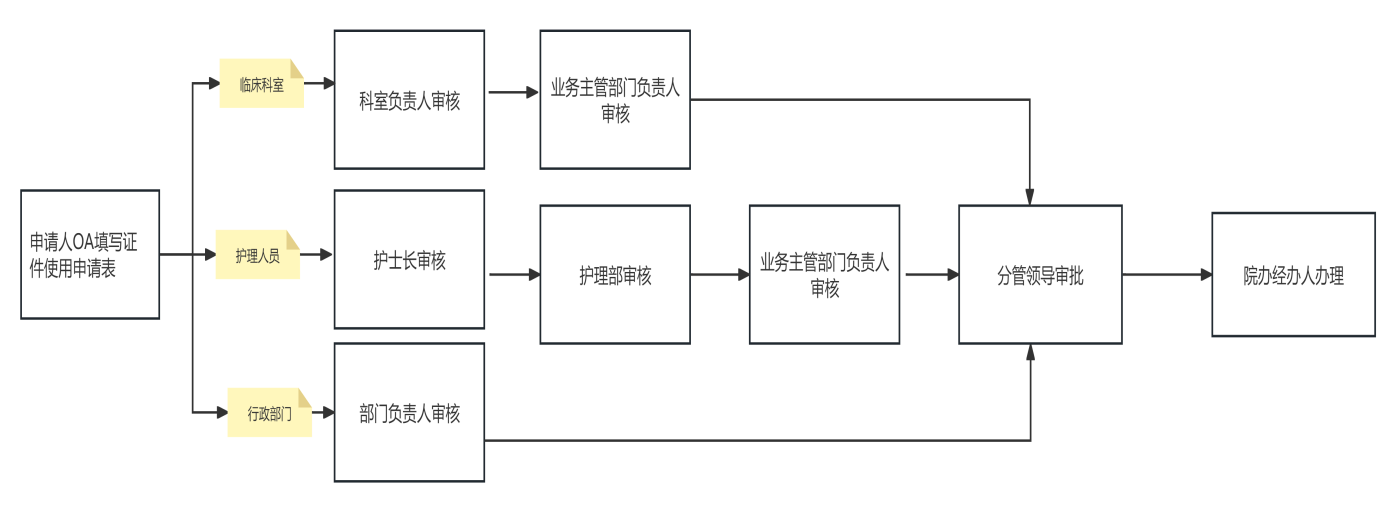 临床科室
科室负责人审核
业务主管部门负责人
审核
申请人OA填写证
件使用申请表
护理人员
护士长审核
护理部审核
业务主管部门负责人
审核
分管领导审批
院办经办人办理
行政部门
部门负责人审核